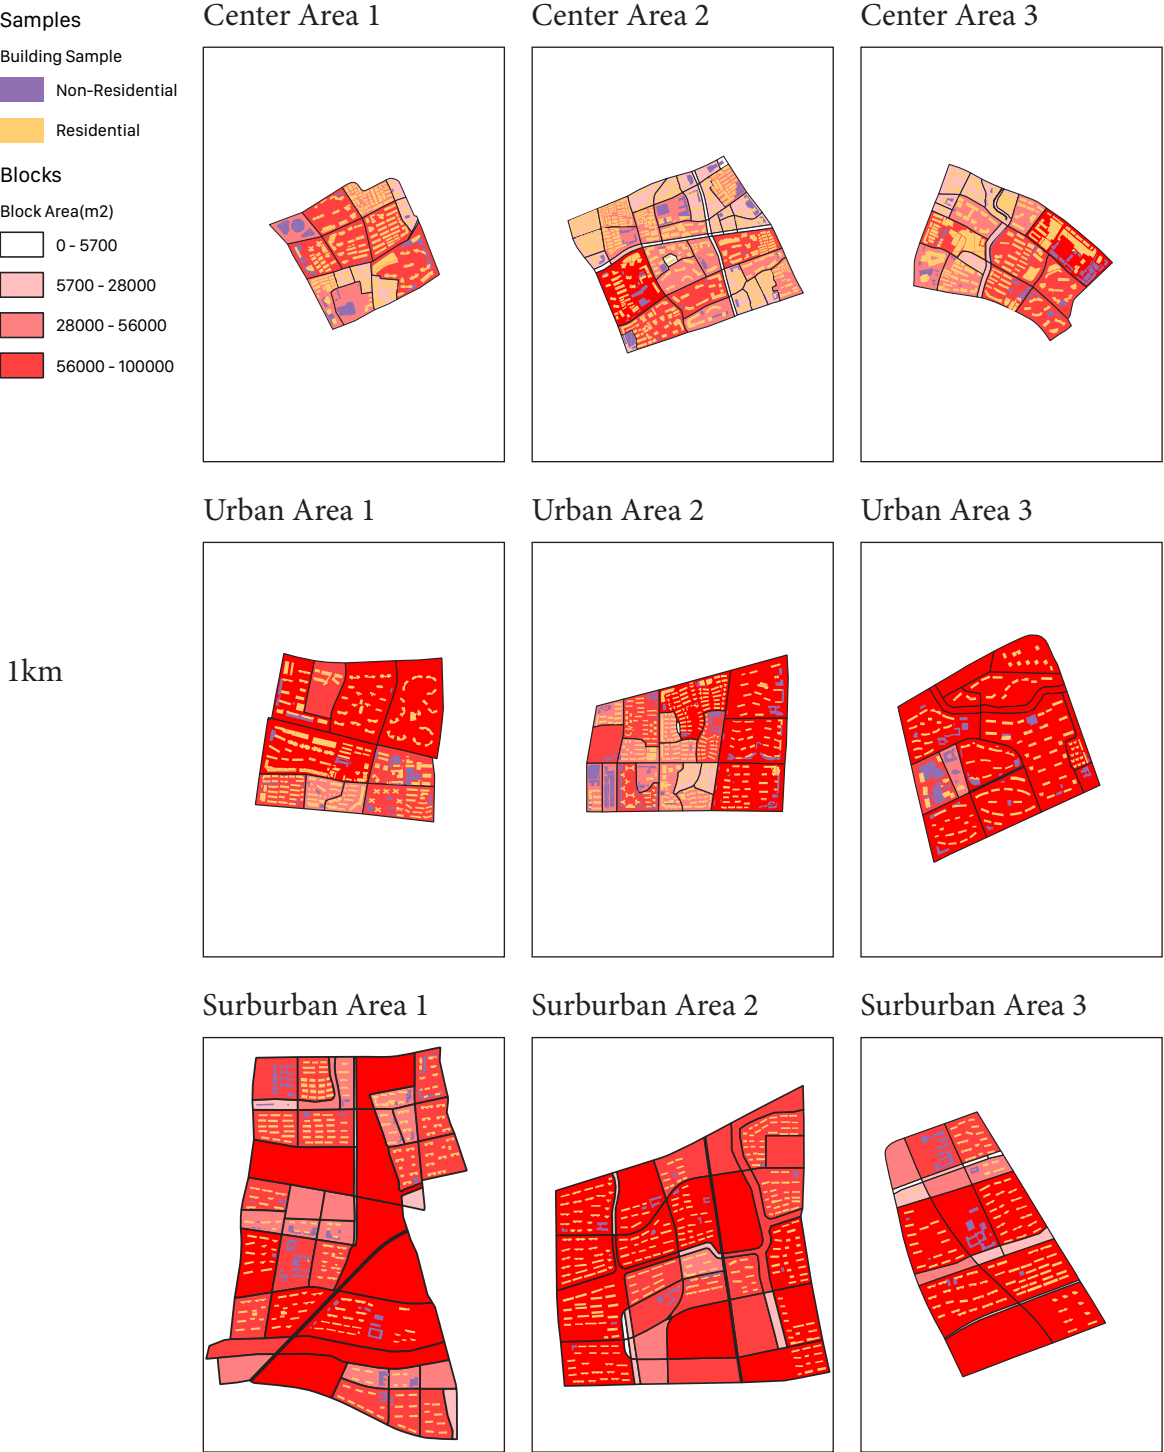 Samples
Building Sample
Non-Residential
Residential
Blocks
Block Area(m2)
0 - 5700
5700 - 28000
28000 - 56000
56000 - 100000
Center Area 1
Center Area 2
Center Area 3
Urban Area 1
Urban Area 2
Urban Area 3
1km
Surburban Area 1
Surburban Area 2
Surburban Area 3